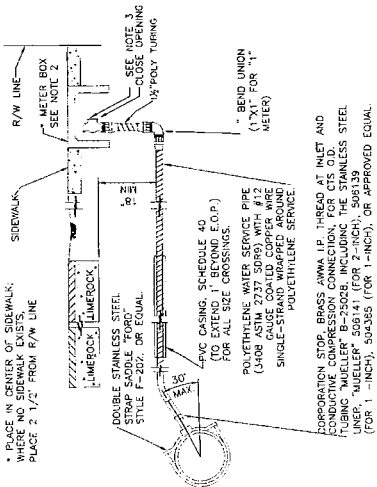 * PLACE IN CENTER OF SIDEWALK;
WHERE NO SIDEWALK EXISTS,
PLACE 2 1/2' FROM R/W LINE
SIDEWALK
R/W LINE
" METER BOX
SEE NOTE 2
SEE NOTE 3
CLOSE OPENING
1½"POLY TUBING
LIMEROCK
LIMEROCK
18"
MIN
" BEND UNION
(1"X1" FOR "1"
METER)
DOUBLE STAINLESS STEEL
STRAP SADDLE "FORD"
STYLE F-202, OR EQUAL.
PVC CASING, SCHEDULE 40
(TO EXTEND 1' BEYOND E.O.P.)
FOR ALL SIZE CROSSINGS.
POLYETHYLENE WATER SERVICE PIPE
(3408 ASTM 2737 SDR9) WITH #12
GAUGE COATED COPPER WIRE
SINGLE-STRAND WRAPPED AROUND
POLYETHYLENE SERVICE.
30°
MAX.
CORPORATION STOP, BRASS AWWA I.P. THREAD AT INLET AND
CONDUCTIVE COMPRESSION CONNECTION, FOR CTS O.D.
TUBING "MUELLER" B-25028, INCLUDING THE STAINLESS STEEL
LINER, "MUELLER" 506141 (FOR 2-INCH), 506139
(FOR 1 -INCH), 504385 (FOR 1-INCH), OR APPROVED EQUAL.